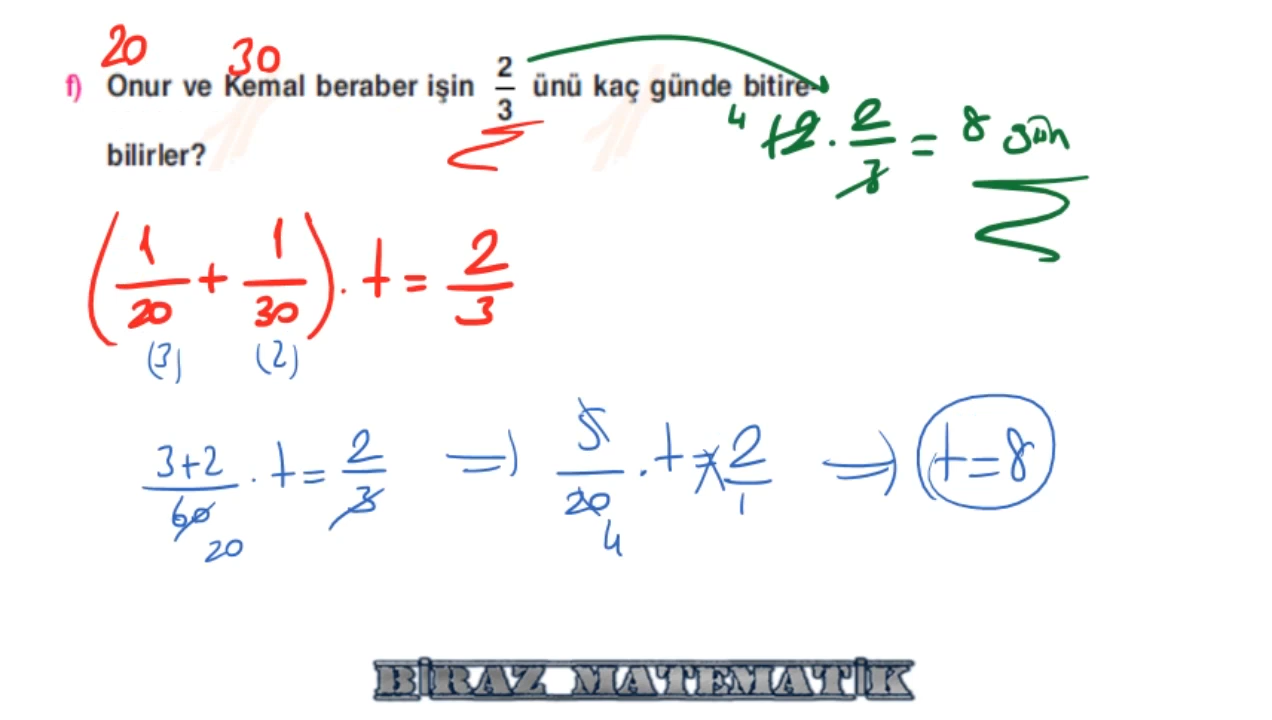 20 30
f) Onur ve Kemal beraber işin 2/3 ünü kaç günde bitire-
bilirler?
4 12 . 2/3 = 8 gün
(1/20 + 1/30) . t = 2/3
(3) (2)
3+2/60 . t = 2/3 => 5/20 . t = 2/1 => t = 8
20 4
BİRAZ MATEMATİK